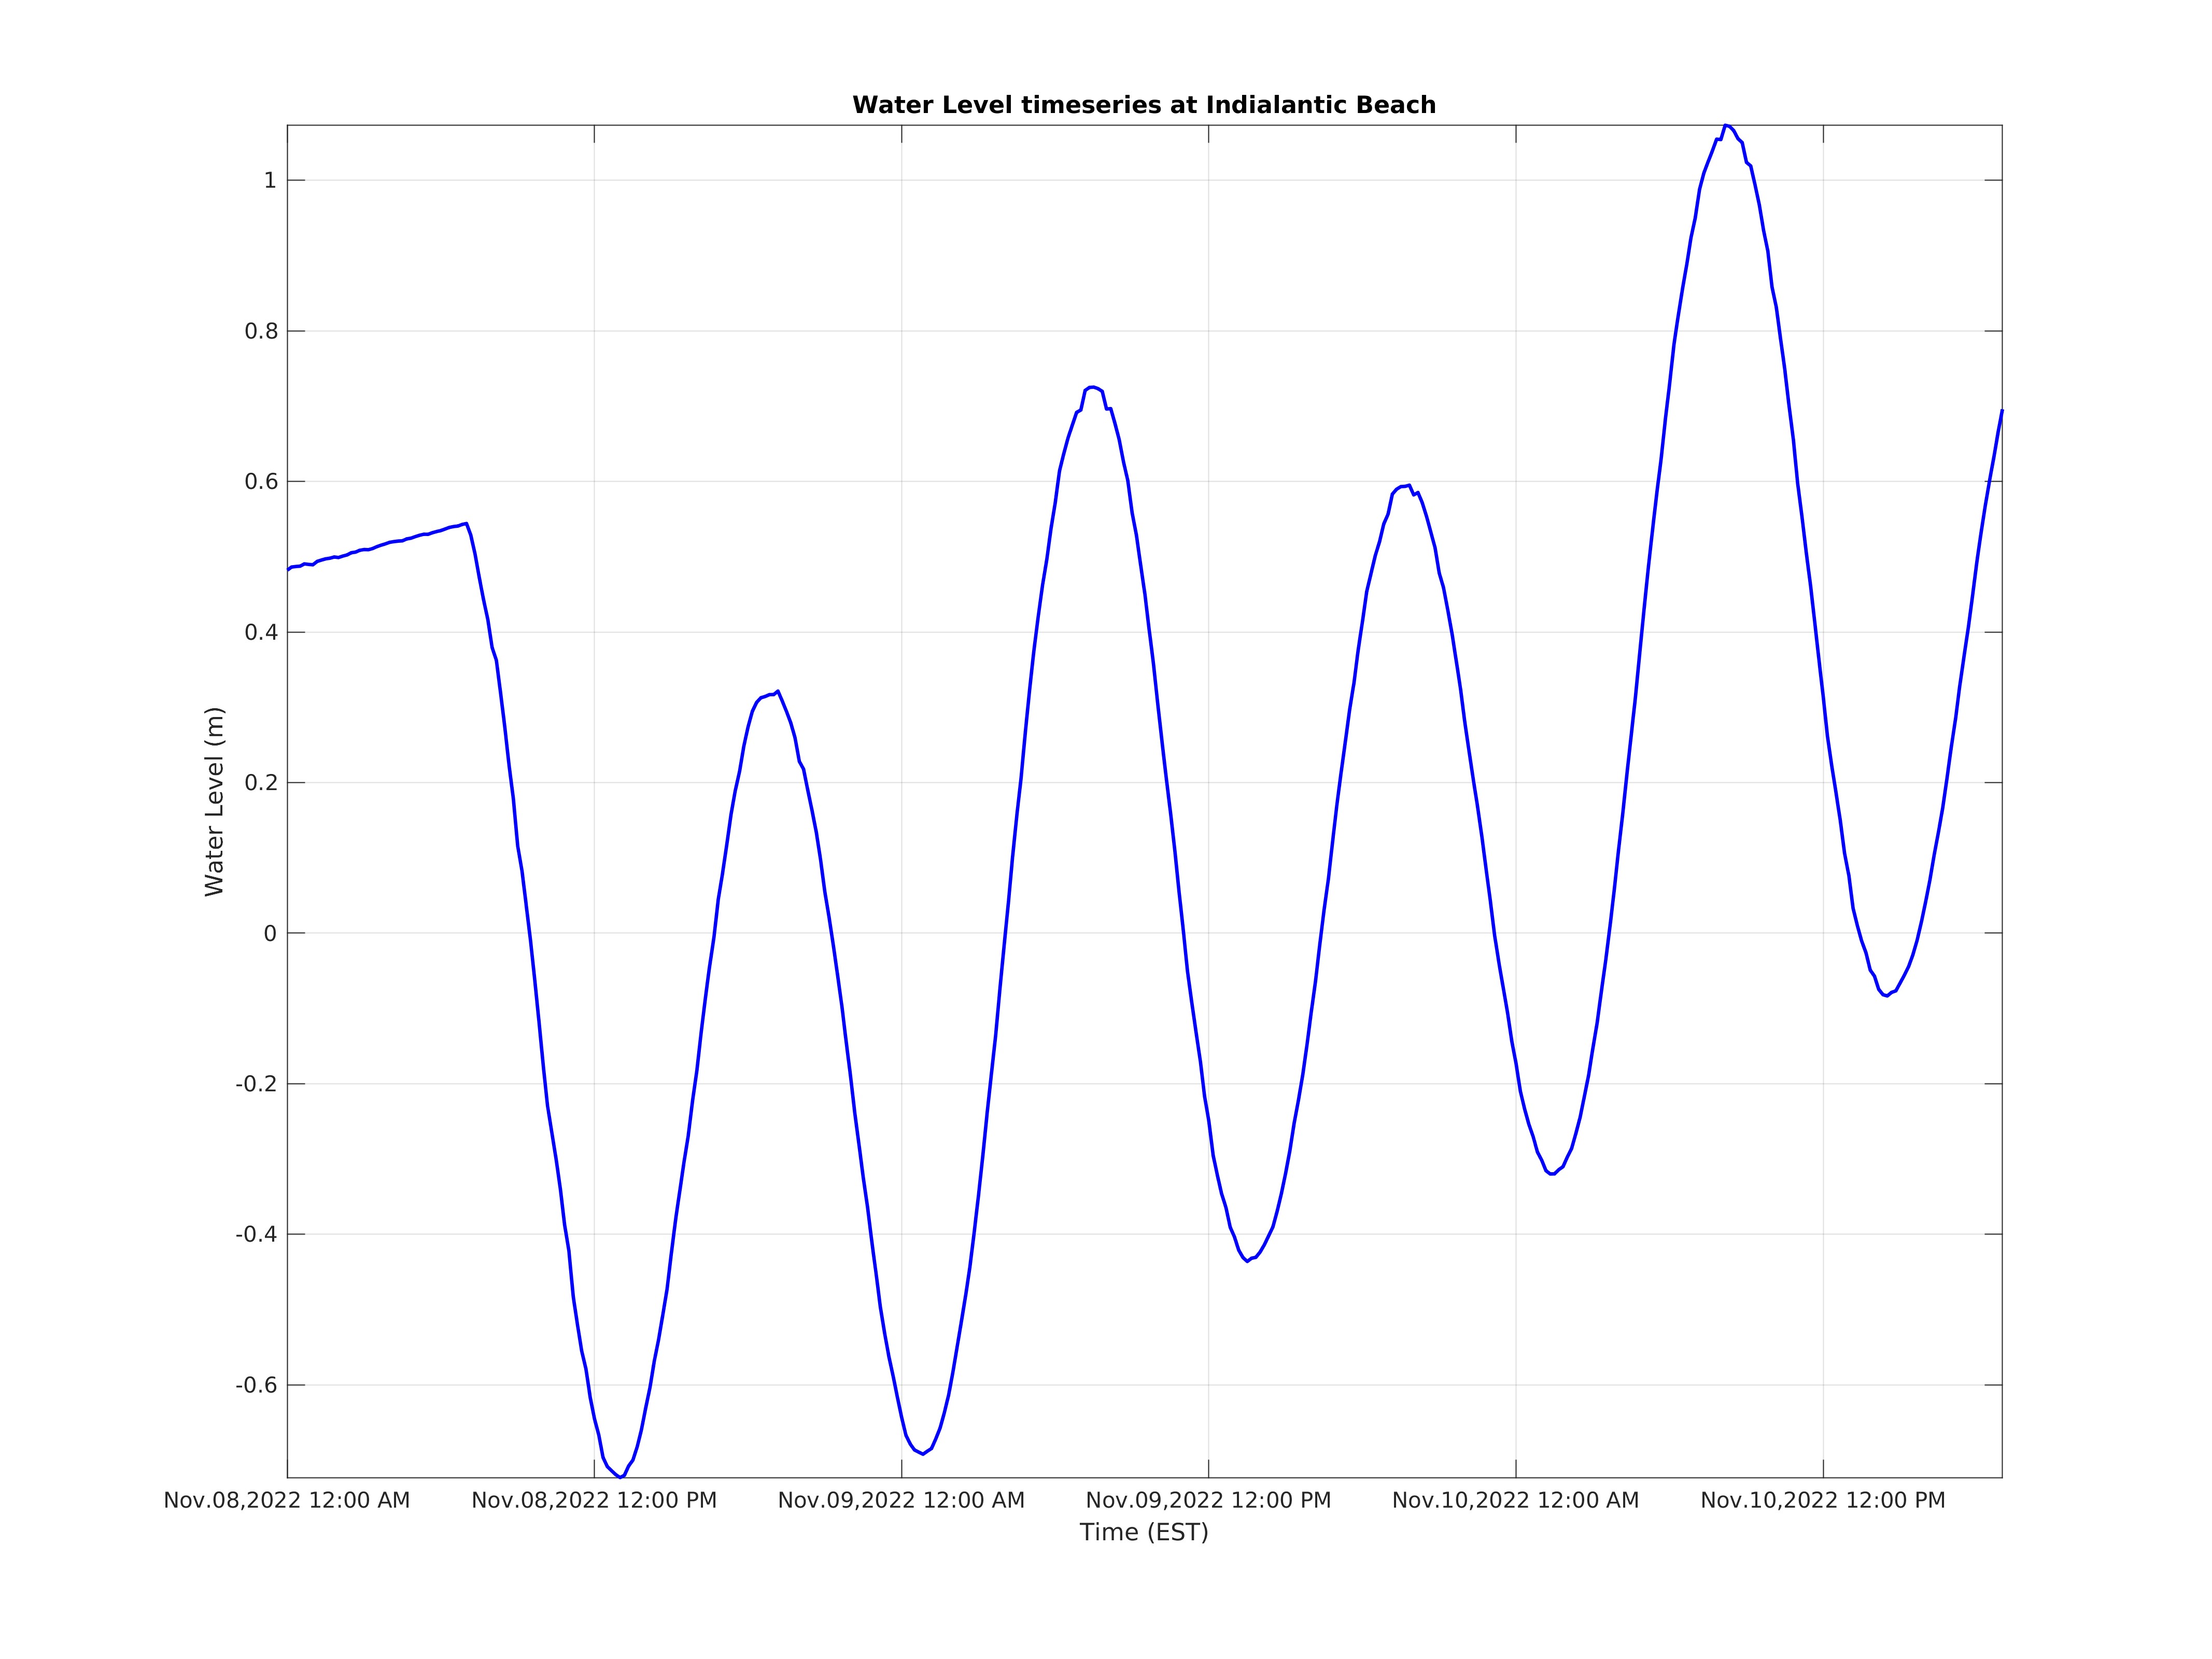 Water Level timeseries at Indialantic Beach
1
0.8
0.6
0.4
0.2
0
-0.2
-0.4
-0.6
Water Level (m)
Nov.08,2022 12:00 AM
Nov.08,2022 12:00 PM
Nov.09,2022 12:00 AM
Nov.09,2022 12:00 PM
Nov.10,2022 12:00 AM
Nov.10,2022 12:00 PM
Time (EST)